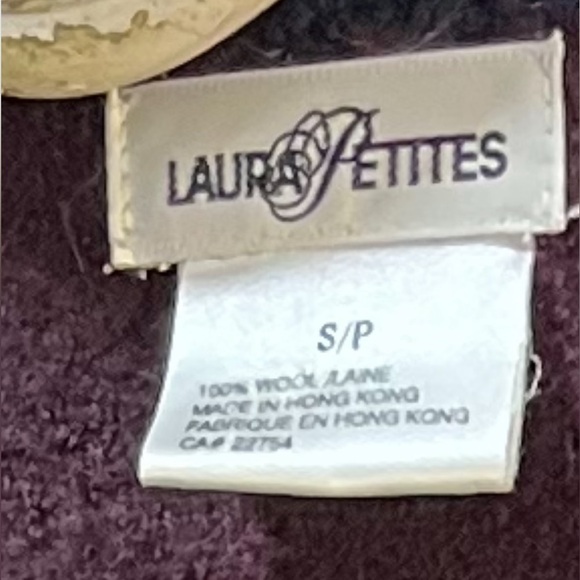 LAURA PETITES
S/P
100% WOOL/LAINE
MADE IN HONG KONG
FABRIQUE EN HONG KONG
CA# 22754